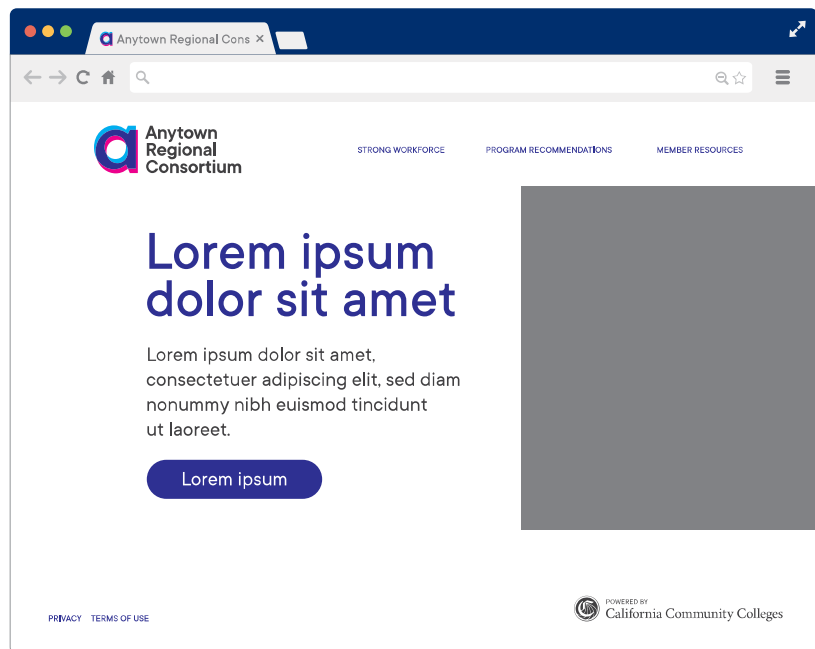 Anytown Regional Cons
Anytown
Regional
Consortium
STRONG WORKFORCE
PROGRAM RECOMMENDATIONS
MEMBER RESOURCES
Lorem ipsum
dolor sit amet
Lorem ipsum dolor sit amet,
consectetuer adipiscing elit, sed diam
nonummy nibh euismod tincidunt
ut laoreet.
Lorem ipsum
POWERED BY
California Community Colleges
PRIVACY TERMS OF USE